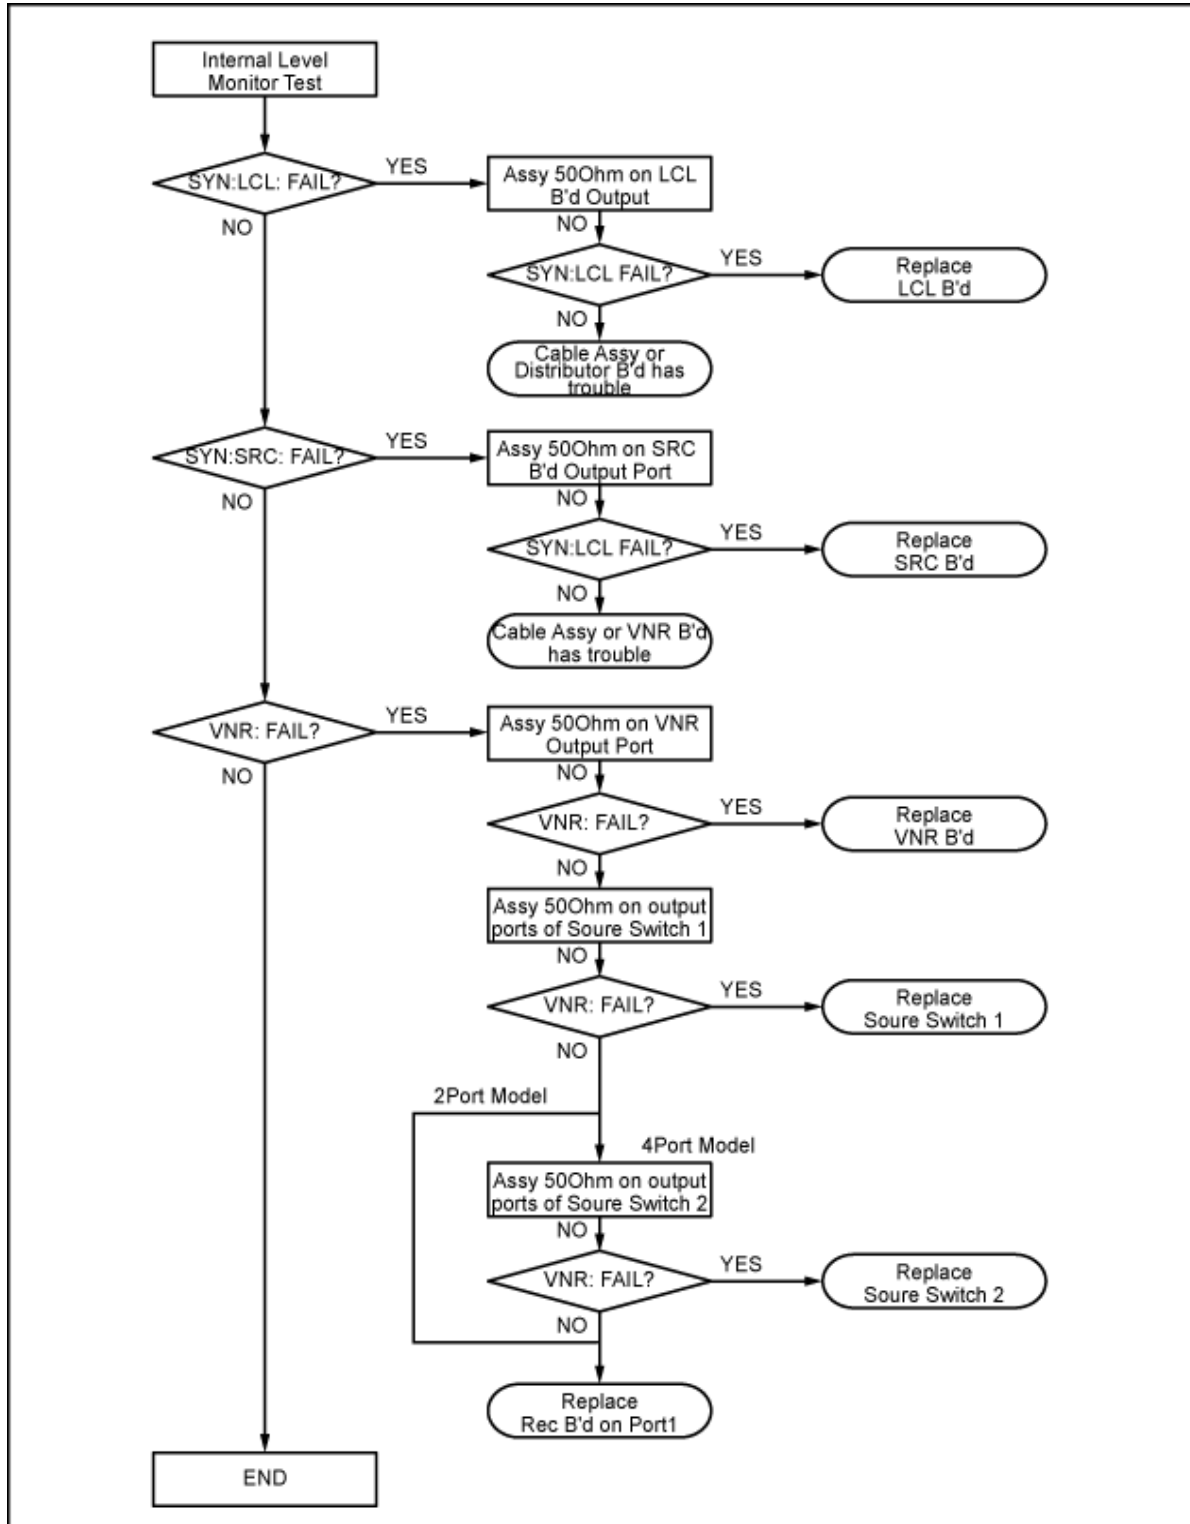 Internal Level
Monitor Test
SYN:LCL: FAIL?
YES
NO
Assy 50Ohm on LCL
B'd Output
NO
SYN:LCL FAIL?
YES
Replace
LCL B'd
NO
Cable Assy or
Distributor B'd has
trouble
SYN:SRC: FAIL?
YES
NO
Assy 50Ohm on SRC
B'd Output Port
NO
SYN:LCL FAIL?
YES
Replace
SRC B'd
NO
Cable Assy or VNR B'd
has trouble
VNR: FAIL?
YES
NO
Assy 50Ohm on VNR
Output Port
NO
VNR: FAIL?
YES
Replace
VNR B'd
NO
Assy 50Ohm on output
ports of Soure Switch 1
NO
VNR: FAIL?
YES
Replace
Soure Switch 1
NO
2Port Model
4Port Model
Assy 50Ohm on output
ports of Soure Switch 2
NO
VNR: FAIL?
YES
Replace
Soure Switch 2
NO
Replace
Rec B'd on Port1
END